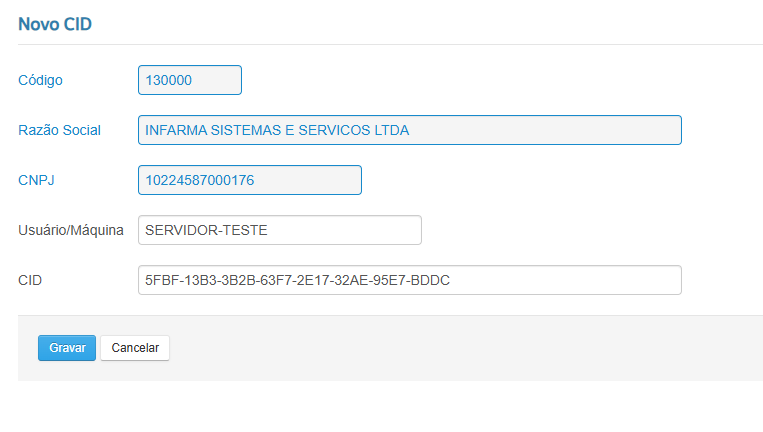 Novo CID
Código 130000
Razão Social INFARMA SISTEMAS E SERVICOS LTDA
CNPJ 10224587000176
Usuário/Máquina SERVIDOR-TESTE
CID 5FBF-13B3-3B2B-63F7-2E17-32AE-95E7-BDDC
Gravar Cancelar